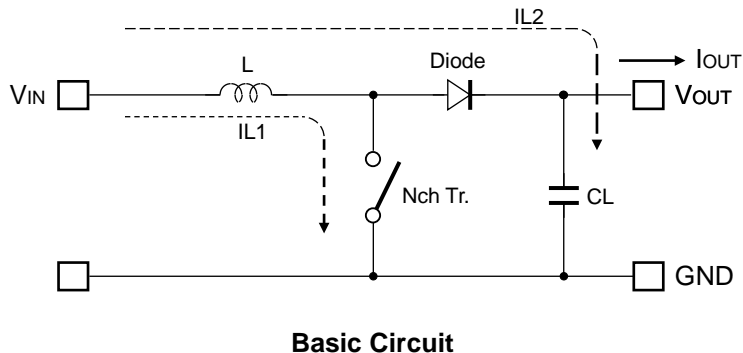 IL2
IOUT
L
Diode
VIN
VOUT
IL1
Nch Tr.
CL
GND
Basic Circuit